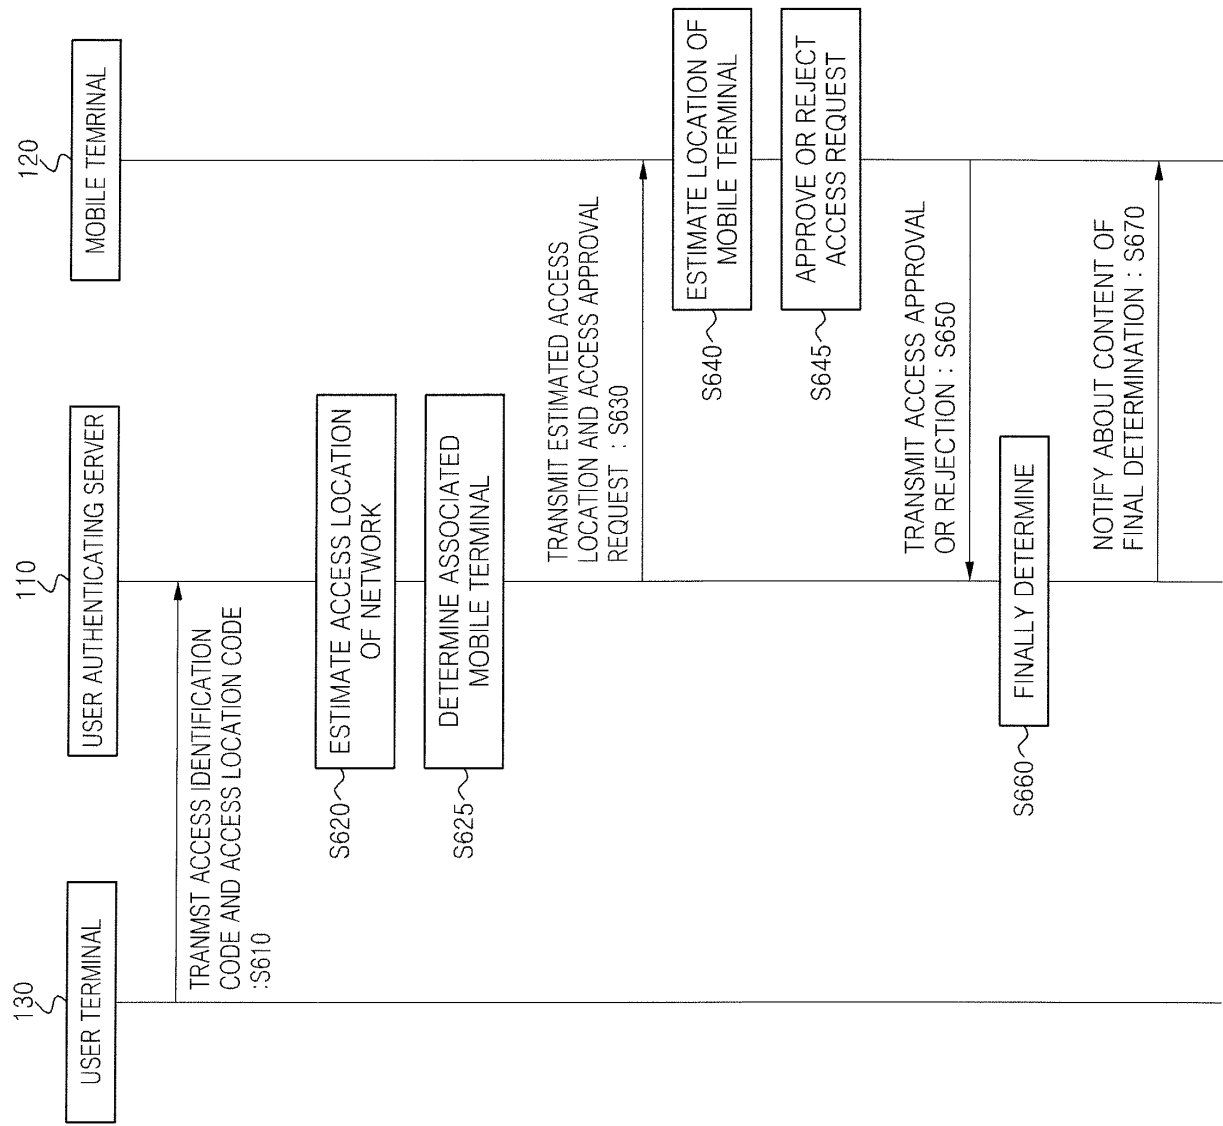 130
USER TERMINAL
110
USER AUTHENTICATING SERVER
120
MOBILE TEMRINAL
TRANMST ACCESS IDENTIFICATION
CODE AND ACCESS LOCATION CODE
:S610
S620
ESTIMATE ACCESS LOCATION
OF NETWORK
S625
DETERMINE ASSOCIATED
MOBILE TERMINAL
TRANSMIT ESTIMATED ACCESS
LOCATION AND ACCESS APPROVAL
REQUEST : S630
S640
ESTIMATE LOCATION OF
MOBILE TERMINAL
S645
APPROVE OR REJECT
ACCESS REQUEST
TRANSMIT ACCESS APPROVAL
OR REJECTION : S650
S660
FINALLY DETERMINE
NOTIFY ABOUT CONTENT OF
FINAL DETERMINATION : S670